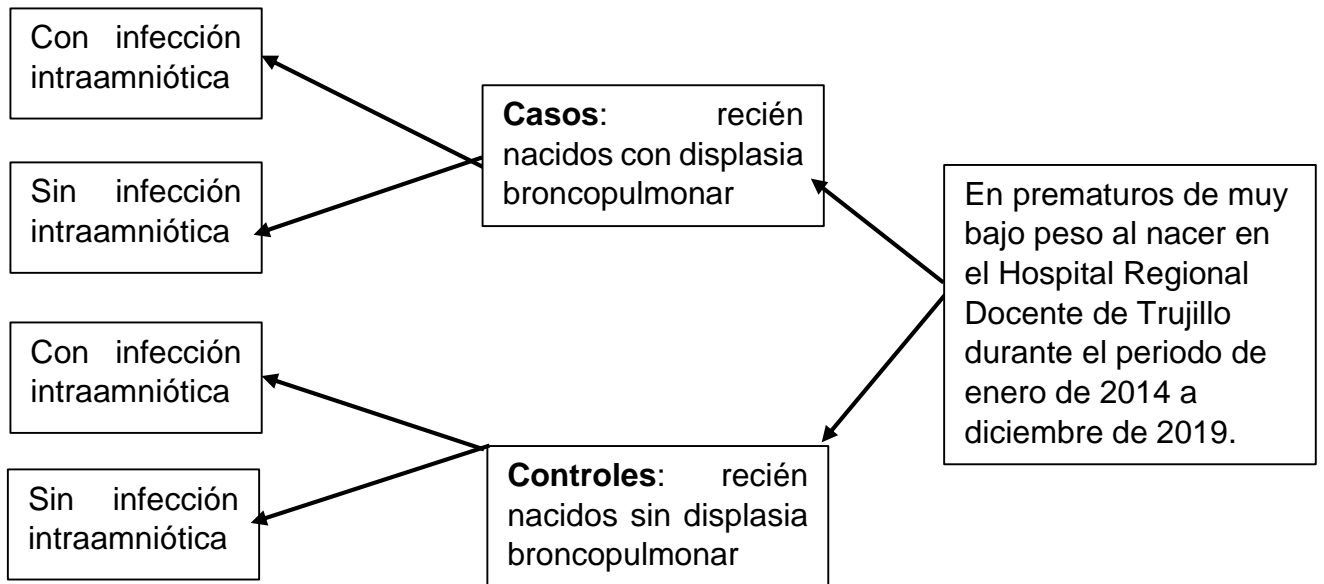 Con infección
intraamniótica
Sin infección
intraamniótica
Con infección
intraamniótica
Sin infección
intraamniótica
Casos: recién
nacidos con displasia
broncopulmonar
Controles: recién
nacidos sin displasia
broncopulmonar
En prematuros de muy
bajo peso al nacer en
el Hospital Regional
Docente de Trujillo
durante el periodo de
enero de 2014 a
diciembre de 2019.